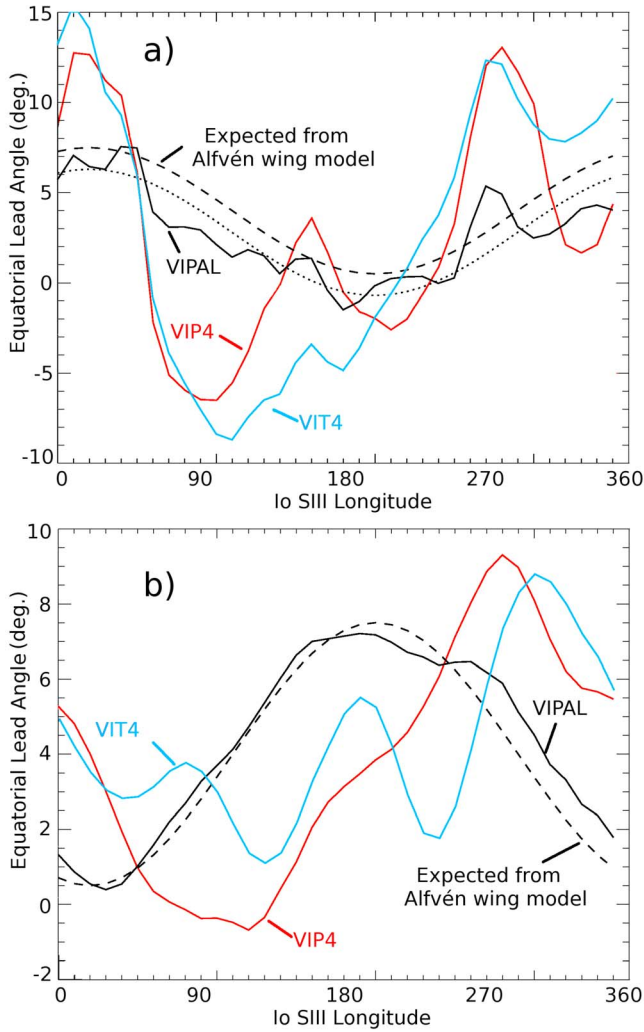 15
a)
10
Expected from
Alfvén wing model
5
VIPAL
0
VIP4
-5
VIT4
-10
0 90 180 270 360
Io SIII Longitude
Equatorial Lead Angle (deg.)
10
b)
8
VIPAL
6
VIT4
4
2
Expected from
Alfvén wing model
0
VIP4
-2
0 90 180 270 360
Io SIII Longitude
Equatorial Lead Angle (deg.)